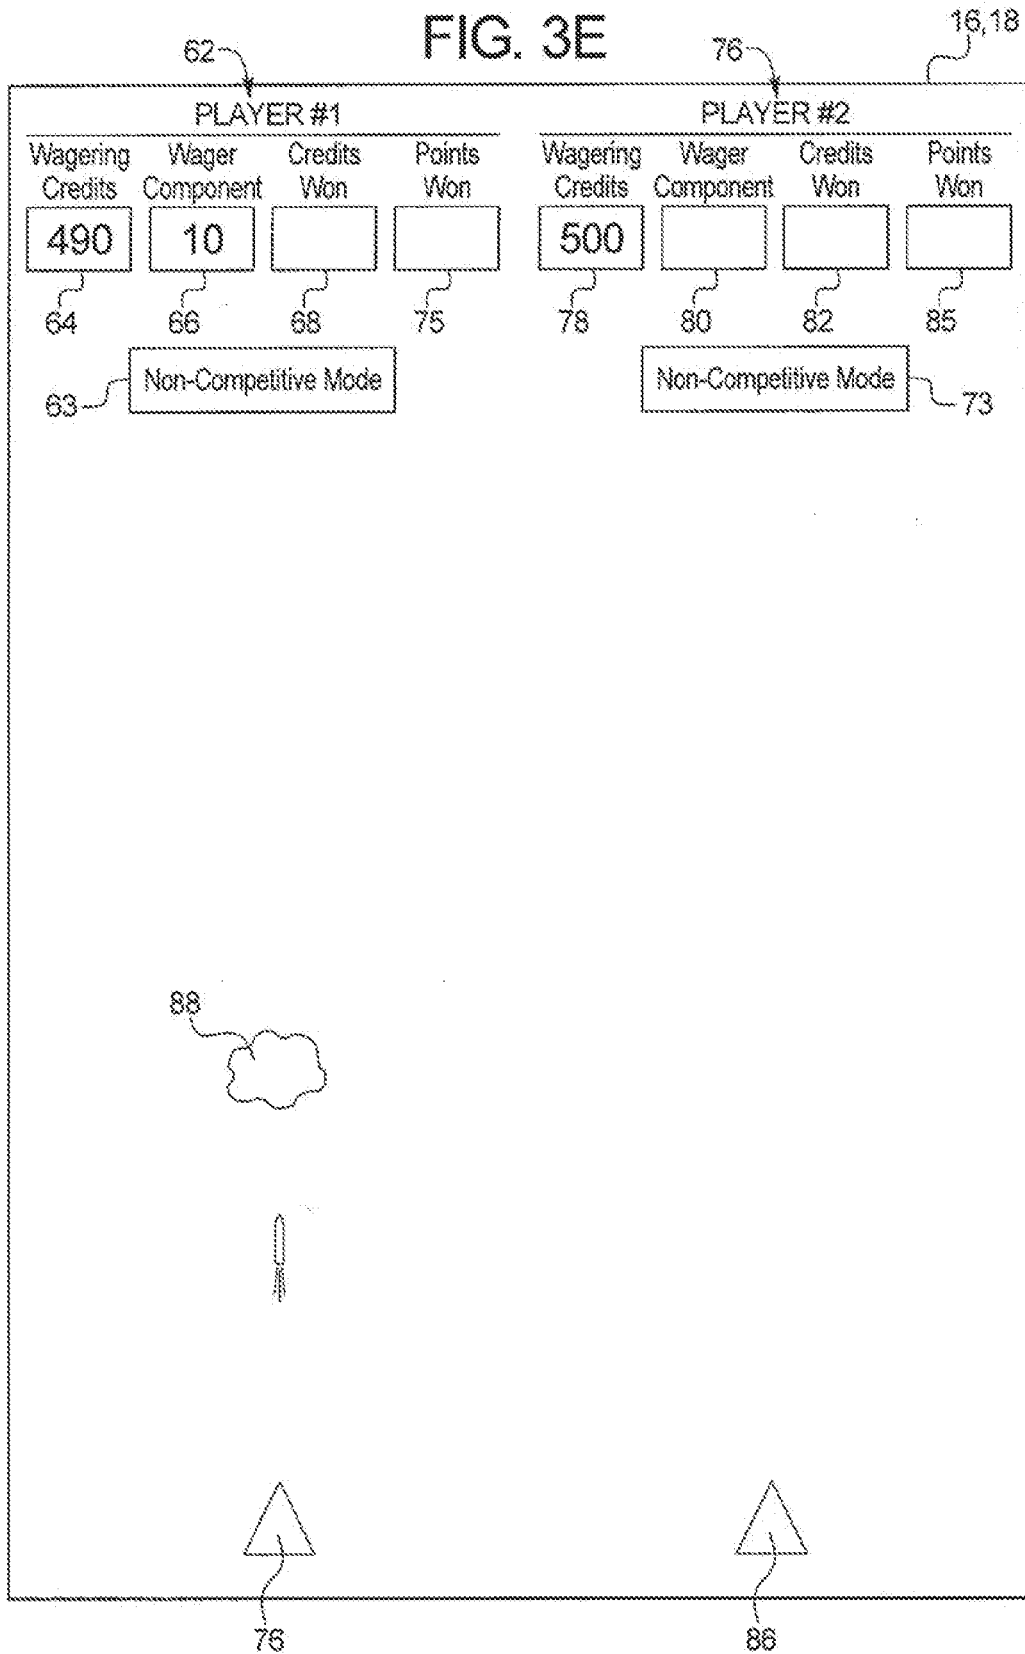 FIG. 3E
16,18
62
76
PLAYER #1
PLAYER #2
Wagering Credits
Wager Component
Credits Won
Points Won
Wagering Credits
Wager Component
Credits Won
Points Won
490
10
500
64
66
68
75
78
80
82
85
Non-Competitive Mode
Non-Competitive Mode
63
73
88
76
86